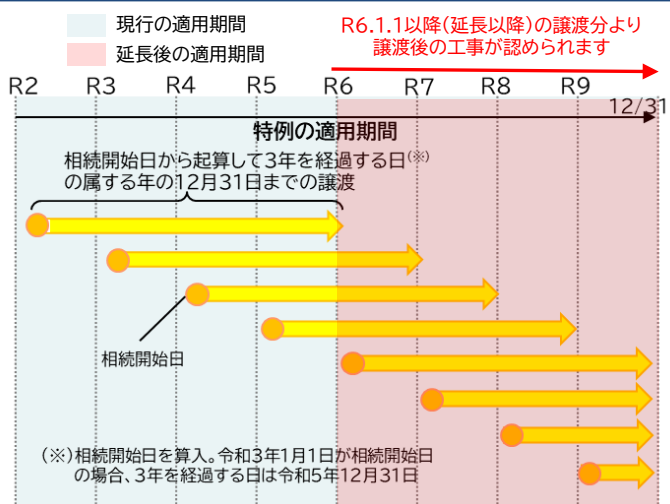 現行の適用期間
延長後の適用期間
R6.1.1以降(延長以降)の譲渡分より
譲渡後の工事が認められます
R2 R3 R4 R5 R6 R7 R8 R9
12/31
特例の適用期間
相続開始日から起算して3年を経過する日(※)
の属する年の12月31日までの譲渡
相続開始日
(※)相続開始日を算入。令和3年1月1日が相続開始日
の場合、3年を経過する日は令和5年12月31日